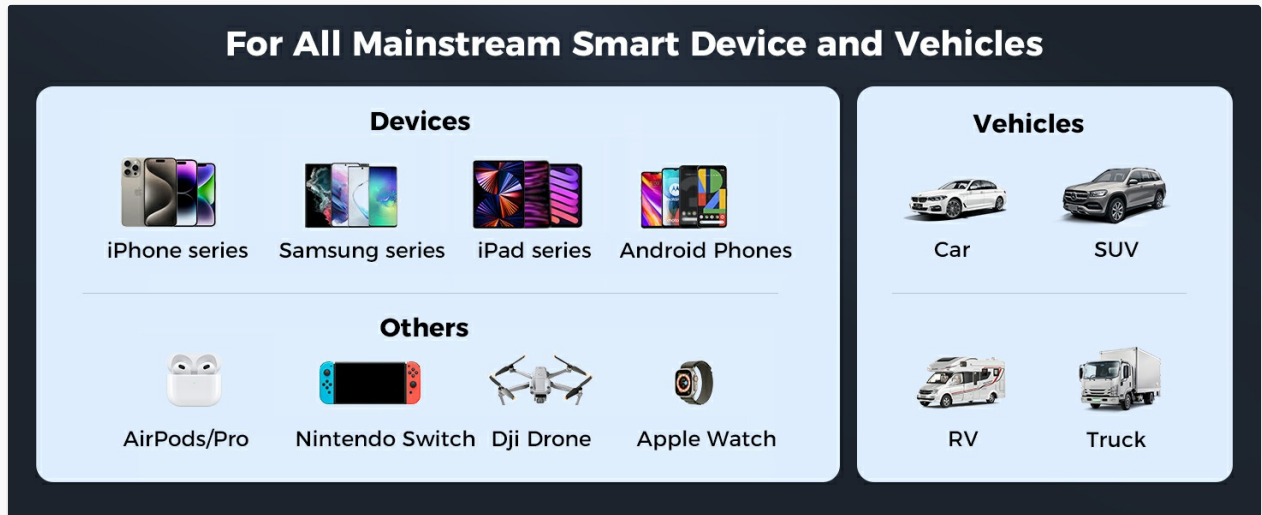 For All Mainstream Smart Device and Vehicles
Devices
iPhone series
Samsung series
iPad series
Android Phones
Others
AirPods/Pro
Nintendo Switch
Dji Drone
Apple Watch
Vehicles
Car
SUV
RV
Truck